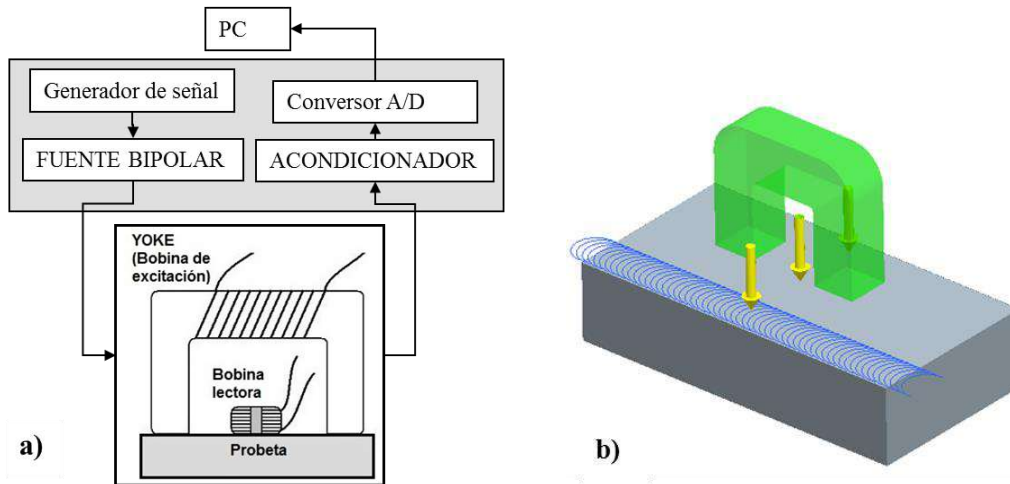 PC
Generador de señal
FUENTE BIPOLAR
Conversor A/D
ACONDICIONADOR
YOKE
(Bobina de
excitación)
Bobina
lectora
Probeta
a)
b)